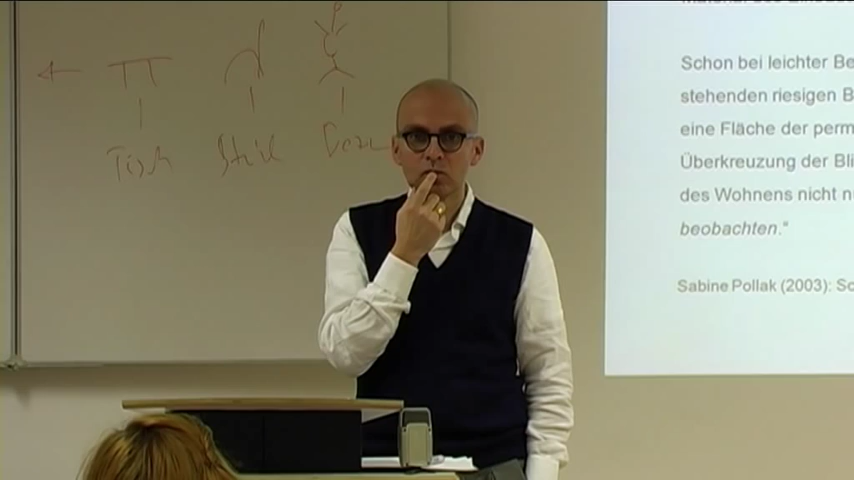 Tisch Stuhl
Schon bei leichter Be
stehenden riesigen B
eine Fläche der perm
Überkreuzung der Bli
des Wohnens nicht nu
beobachten."
Sabine Pollak (2003): Sc